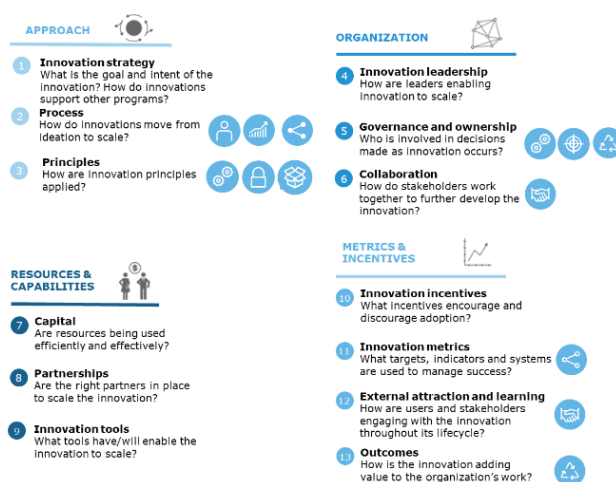 APPROACH
1
Innovation strategy
What is the goal and intent of the
innovation? How do innovations
support other programs?
2
Process
How do innovations move from
ideation to scale?
3
Principles
How are innovation principles
applied?
ORGANIZATION
4
Innovation leadership
How are leaders enabling
innovation to scale?
5
Governance and ownership
Who is involved in decisions
made as innovation occurs?
6
Collaboration
How do stakeholders work
together to further develop the
innovation?
RESOURCES &
CAPABILITIES
$
7
Capital
Are resources being used
efficiently and effectively?
8
Partnerships
Are the right partners in place
to scale the innovation?
9
Innovation tools
What tools have/will enable the
innovation to scale?
METRICS &
INCENTIVES
10
Innovation incentives
What incentives encourage and
discourage adoption?
11
Innovation metrics
What targets, indicators and systems
are used to manage success?
12
External attraction and learning
How are users and stakeholders
engaging with the innovation
throughout its lifecycle?
13
Outcomes
How is the innovation adding
value to the organization's work?